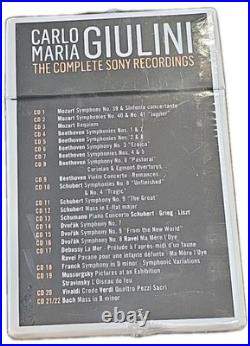 CARLO
MARIA GIULINI
THE COMPLETE SONY RECORDINGS
CD 1 Mozart Symphony No. 39 & Sinfonia concertante
CD 2 Mozart Symphonies No. 40 & No. 41 "Jupiter"
CD 3 Mozart Requiem
CD 4 Beethoven Symphonies Nos. 1 & 7
CD 5 Beethoven Symphonies Nos. 2 & 8
CD 6 Beethoven Symphony No. 3 "Eroica"
CD 7 Beethoven Symphonies Nos. 4 & 5
CD 8 Beethoven Symphony No. 6 "Pastoral"
Coriolan & Egmont Overtures
CD 9 Beethoven Violin Concerto · Romances
CD 10 Schubert Symphonies No. 8 "Unfinished"
& No. 4 "Tragic"
CD 11 Schubert Symphony No. 9 "The Great"
CD 12 Schubert Mass in E-flat major
CD 13 Schumann Piano Concerto Schubert · Grieg · Liszt
CD 14 Dvořák Symphony No. 7
CD 15 Dvořák Symphony No. 8
CD 16 Dvořák Symphony No. 9 "From the New World"
Ravel Ma Mère l'Oye
CD 17 Debussy La Mer · Prélude à l'après-midi d'un faune
Ravel Pavane pour une infante défunte · Ma Mère l'Oye
CD 18 Franck Symphony in D minor · Symphonic Variations
CD 19 Mussorgsky Pictures at an Exhibition
Stravinsky L'Oiseau de feu
CD 20 Vivaldi Credo Verdi Quattro Pezzi Sacri
CD 21/22 Bach Mass in B minor